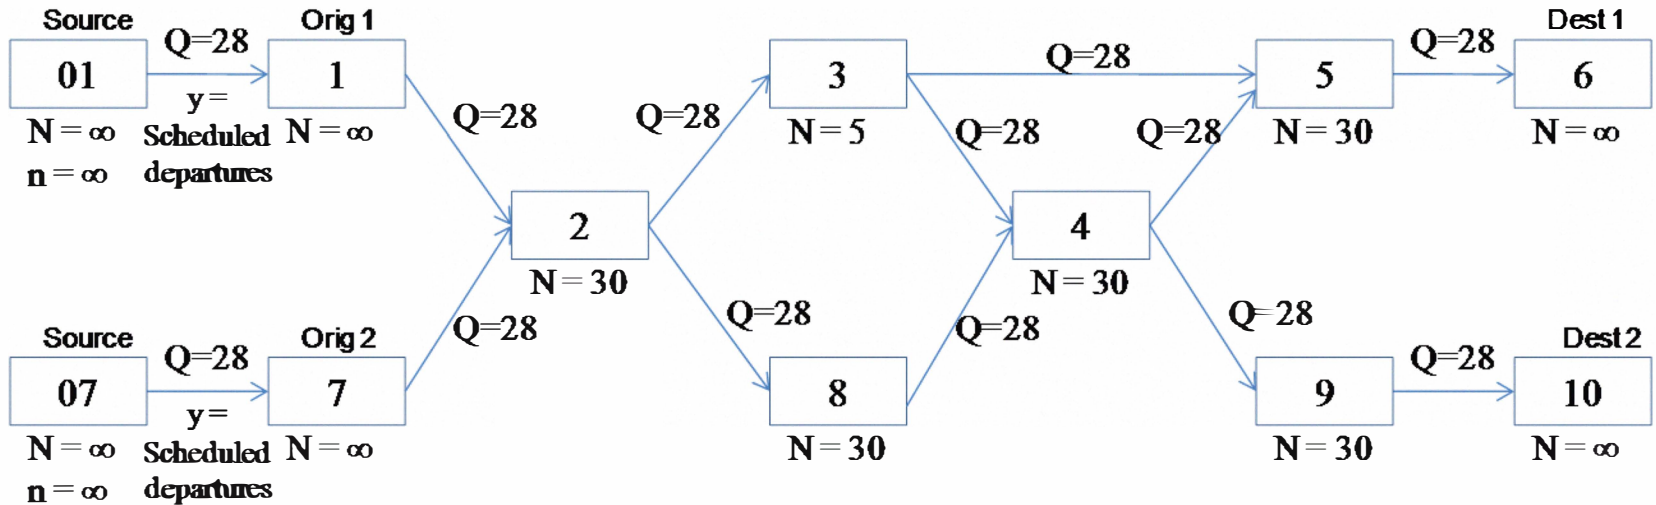 Source
Orig 1
Dest 1
Q=28
Q=28
Q=28
01
1
3
5
6
y =
Scheduled
departures
N = ∞
n = ∞
N = ∞
Q=28
Q=28
N = 5
Q=28
Q=28
N = 30
N = ∞
2
4
N = 30
N = 30
Source
Orig 2
Dest 2
Q=28
Q=28
Q=28
Q=28
Q=28
Q=28
07
7
8
9
10
y =
Scheduled
departures
N = ∞
n = ∞
N = ∞
N = 30
N = 30
N = ∞